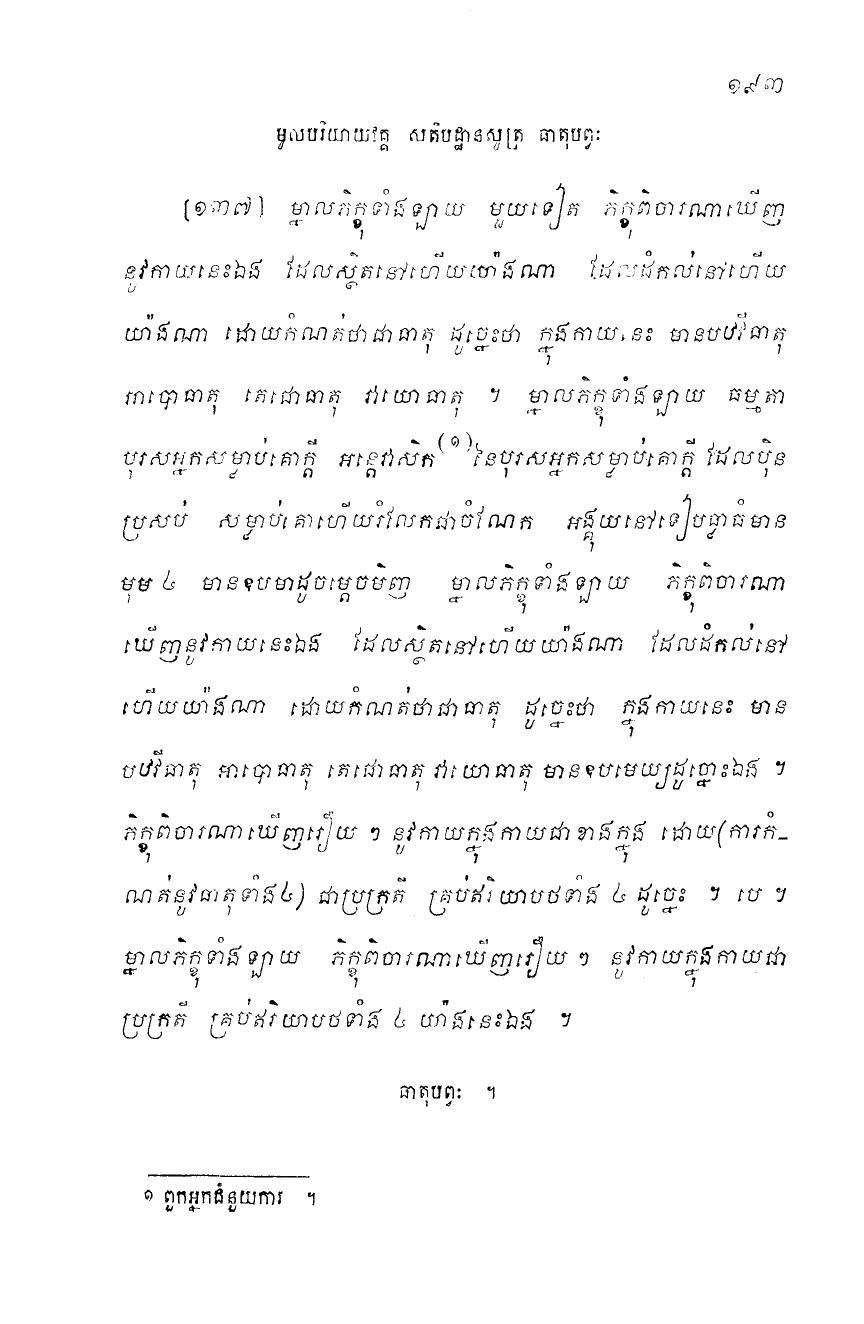 ១៩៣
មូលបរិយាយវគ្គ សតិបដ្ឋានសូត្រ ធាតុបព្វៈ
[១៣៧] ម្នាលភិក្ខុទាំងឡាយ មួយទៀត ភិក្ខុពិចារណាឃើញ
នូវកាយនេះឯង ដែលស្ថិតនៅហើយយ៉ាងណា ដែលដំកល់នៅហើយ
យ៉ាងណា ដោយកំណត់ថាជាធាតុ ដូច្នេះថា ក្នុងកាយនេះ មានបឋវីធាតុ
អាបោធាតុ តេជោធាតុ វាយោធាតុ ។ ម្នាលភិក្ខុទាំងឡាយ ធម្មតា
បុរសអ្នកសម្លាប់គោក្តី អន្តេវាសិក(១)នៃបុរសអ្នកសម្លាប់គោក្តី ដែលប៉ិន
ប្រសប់ សម្លាប់គោហើយរំលែកជាចំណែក អង្គុយនៅទៀបផ្លូវធំមាន
មុម ៤ មានឧបមាដូចម្តេចមិញ ម្នាលភិក្ខុទាំងឡាយ ភិក្ខុពិចារណា
ឃើញនូវកាយនេះឯង ដែលស្ថិតនៅហើយយ៉ាងណា ដែលដំកល់នៅ
ហើយយ៉ាងណា ដោយកំណត់ថាជាធាតុ ដូច្នេះថា ក្នុងកាយនេះ មាន
បឋវីធាតុ អាបោធាតុ តេជោធាតុ វាយោធាតុ មានឧបមេយ្យដូច្នោះឯង ។
ភិក្ខុពិចារណាឃើញរឿយ ៗ នូវកាយក្នុងកាយជាខាងក្នុង ដោយ(ការកំ-
ណត់នូវធាតុទាំង៤) ជាប្រក្រតី គ្រប់ឥរិយាបថទាំង ៤ ដូច្នេះ ។ បេ ។
ម្នាលភិក្ខុទាំងឡាយ ភិក្ខុពិចារណាឃើញរឿយ ៗ នូវកាយក្នុងកាយជា
ប្រក្រតី គ្រប់ឥរិយាបថទាំង ៤ យ៉ាងនេះឯង ។
ធាតុបព្វៈ ។
១ ពួកអ្នកជំនួយការ ។